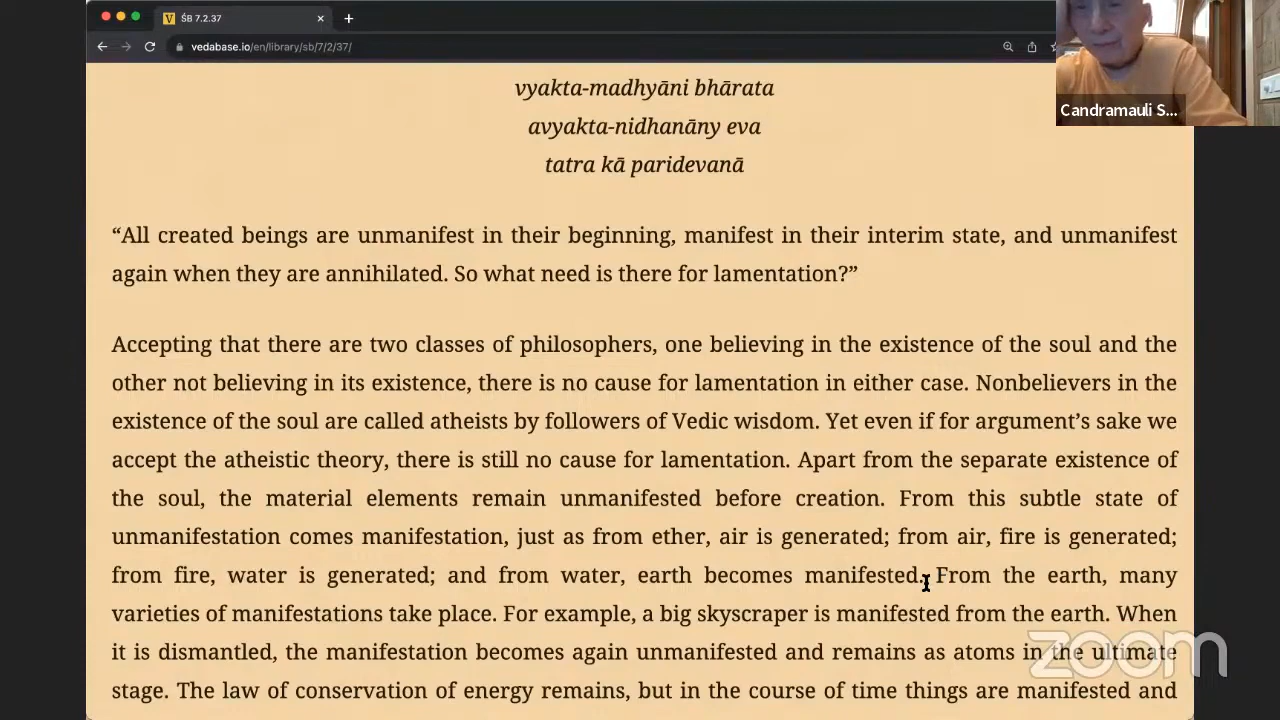 ŚB 7.2.37
vedabase.io/en/library/sb/7/2/37/
Candramauli S...
vyakta-madhyāni bhārata
avyakta-nidhanāny eva
tatra kā paridevanā
“All created beings are unmanifest in their beginning, manifest in their interim state, and unmanifest
again when they are annihilated. So what need is there for lamentation?”
Accepting that there are two classes of philosophers, one believing in the existence of the soul and the
other not believing in its existence, there is no cause for lamentation in either case. Nonbelievers in the
existence of the soul are called atheists by followers of Vedic wisdom. Yet even if for argument’s sake we
accept the atheistic theory, there is still no cause for lamentation. Apart from the separate existence of
the soul, the material elements remain unmanifested before creation. From this subtle state of
unmanifestation comes manifestation, just as from ether, air is generated; from air, fire is generated;
from fire, water is generated; and from water, earth becomes manifested. From the earth, many
varieties of manifestations take place. For example, a big skyscraper is manifested from the earth. When
it is dismantled, the manifestation becomes again unmanifested and remains as atoms in the ultimate
stage. The law of conservation of energy remains, but in the course of time things are manifested and
zoom